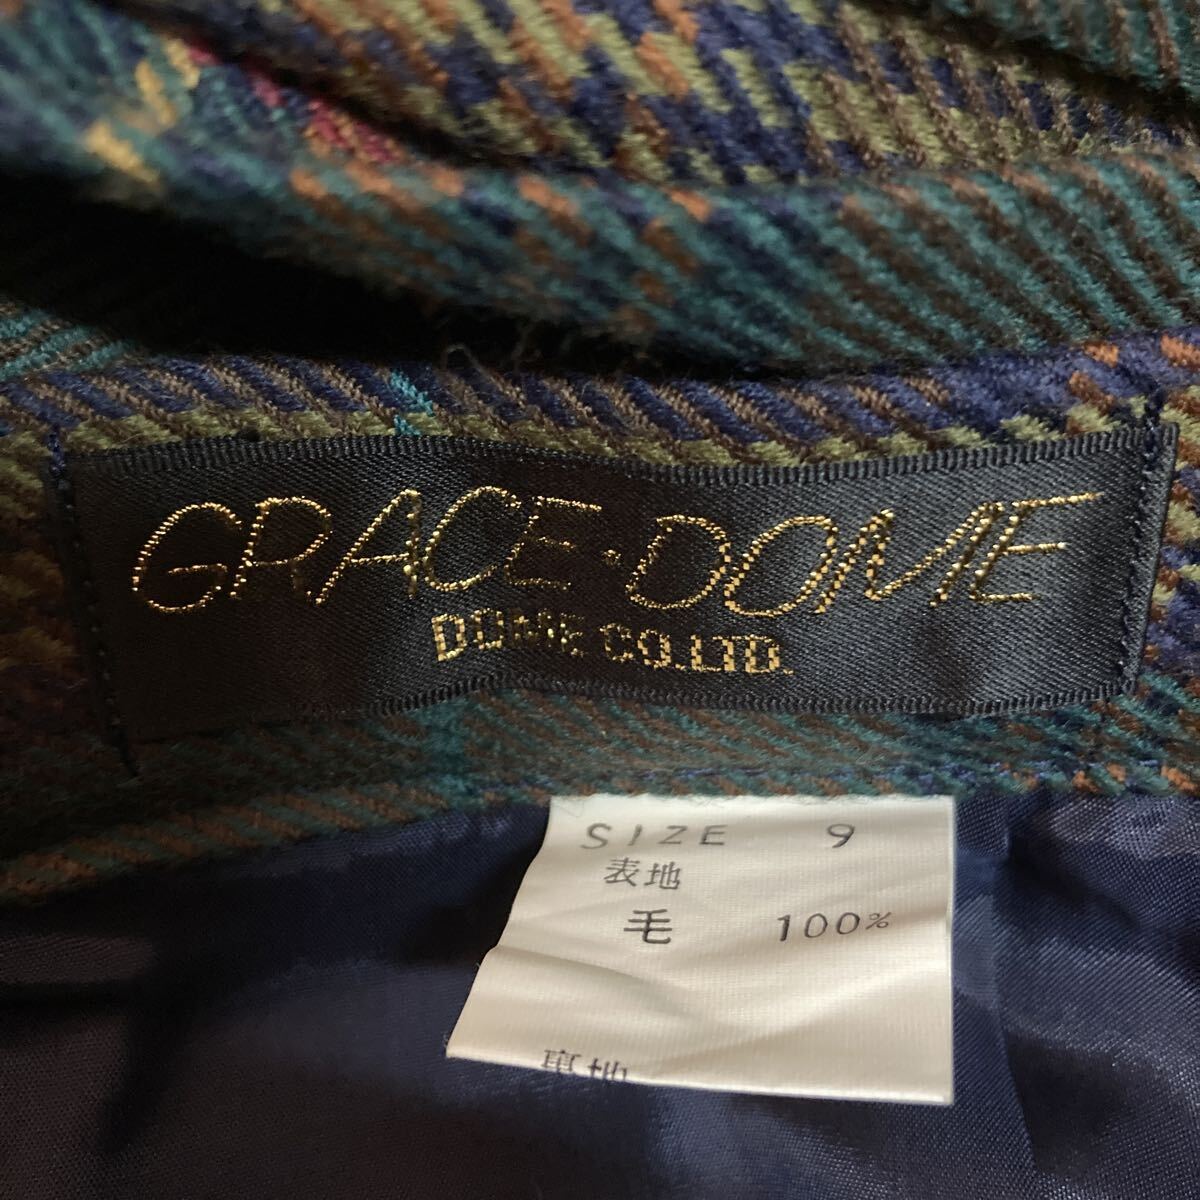 GRACE·DOME
DOME CO.LTD.
SIZE 9
表地
毛 100%